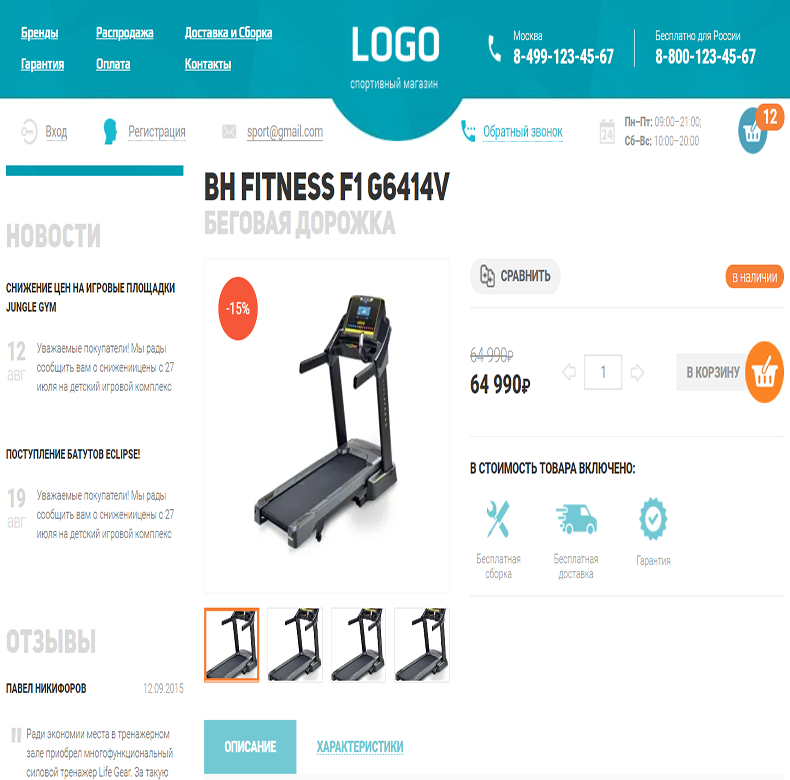 Бренды
Распродажа
Доставка и Сборка
Гарантия
Оплата
Контакты
LOGO
спортивный магазин
Москва
8-499-123-45-67
Бесплатно для России
8-800-123-45-67
Вход
Регистрация
sport@gmail.com
Обратный звонок
24
Пн-Пт: 09:00-21:00;
Сб-Вс: 10:00-20:00
12
НОВОСТИ
СНИЖЕНИЕ ЦЕН НА ИГРОВЫЕ ПЛОЩАДКИ
JUNGLE GYM
12
авг
Уважаемые покупатели! Мы рады
сообщить вам о снижениицены с 27
июля на детский игровой комплекс
ПОСТУПЛЕНИЕ БАТУТОВ ECLIPSE!
19
авг
Уважаемые покупатели! Мы рады
сообщить вам о снижениицены с 27
июля на детский игровой комплекс
ОТЗЫВЫ
ПАВЕЛ НИКИФОРОВ
12.09.2015
Ради экономии места в тренажерном
зале приобрел многофункциональный
силовой тренажер Life Gear. За такую
BH FITNESS F1 G6414V
БЕГОВАЯ ДОРОЖКА
-15%
СРАВНИТЬ
в наличии
64 990₽
64 990₽
1
В КОРЗИНУ
В СТОИМОСТЬ ТОВАРА ВКЛЮЧЕНО:
Бесплатная
сборка
Бесплатная
доставка
Гарантия
ОПИСАНИЕ
ХАРАКТЕРИСТИКИ